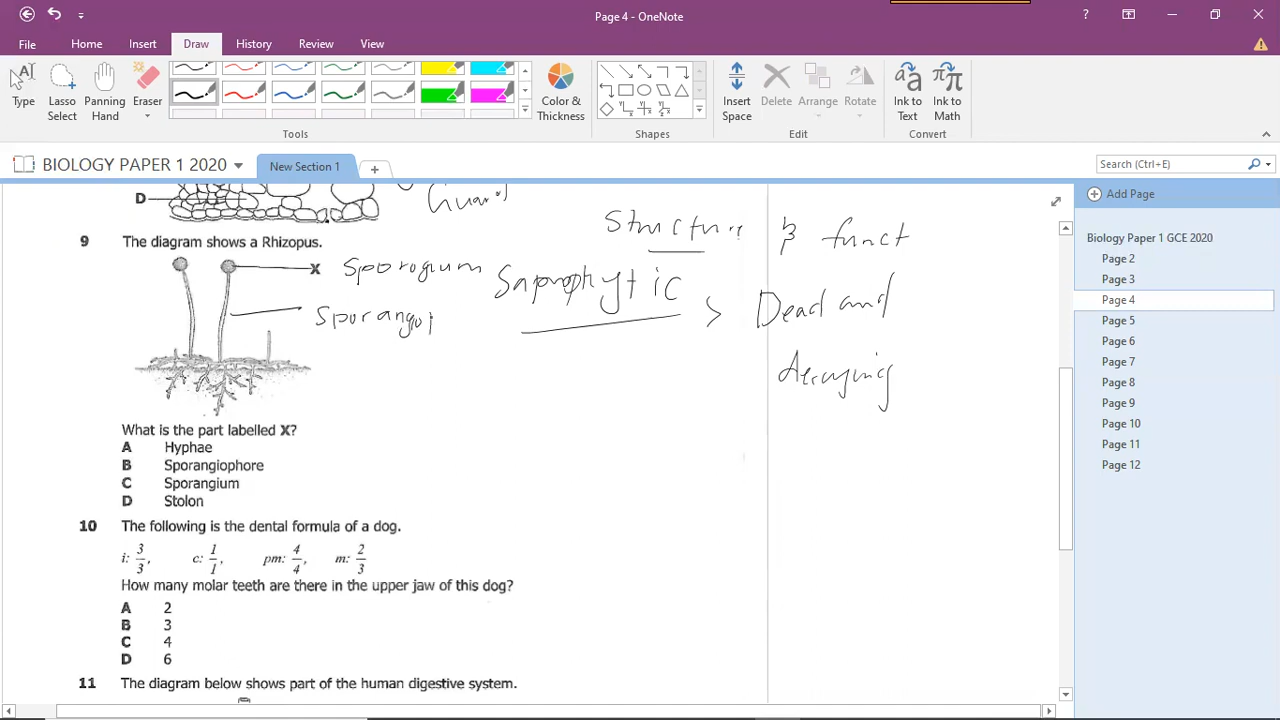 Page 4 - OneNote
?
File
Home
Insert
Draw
History
Review
View
Type
Lasso Select
Panning Hand
Eraser
Color & Thickness
Insert Space
Delete
Arrange
Rotate
Ink to Text
Ink to Math
Tools
Shapes
Edit
Convert
BIOLOGY PAPER 1 2020
New Section 1
Search (Ctrl+E)
Add Page
Biology Paper 1 GCE 2020
Page 2
Page 3
Page 4
Page 5
Page 6
Page 7
Page 8
Page 9
Page 10
Page 11
Page 12
D
9 The diagram shows a Rhizopus.
X
Sporogium
Sporangiop
Saprophytic
> Dead and
funct
What is the part labelled X?
A Hyphae
B Sporangiophore
C Sporangium
D Stolon
10 The following is the dental formula of a dog.
i: 3/3, c: 1/1, pm: 4/4, m: 2/3
How many molar teeth are there in the upper jaw of this dog?
A 2
B 3
C 4
D 6
11 The diagram below shows part of the human digestive system.